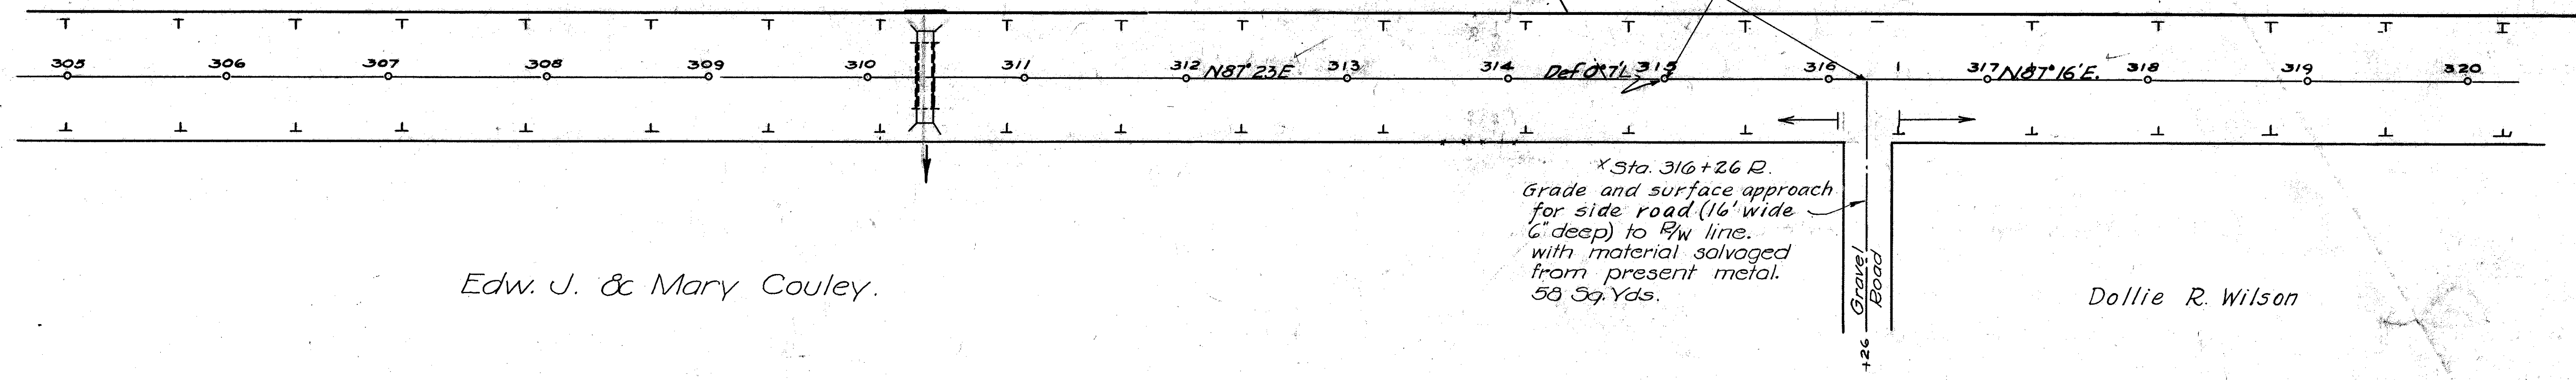 305 306 307 308 309 310 311 312 N87°23'E 313 314 Def 0°7'L 315 316 317 N87°16'E. 318 319 320
x Sta. 316+26 R.
Grade and surface approach
for side road (16' wide
6" deep) to R/W line.
with material salvaged
from present metal.
58 Sq. Yds.
Edw. J. & Mary Couley.
Gravel
Road
Dollie R. Wilson
+26